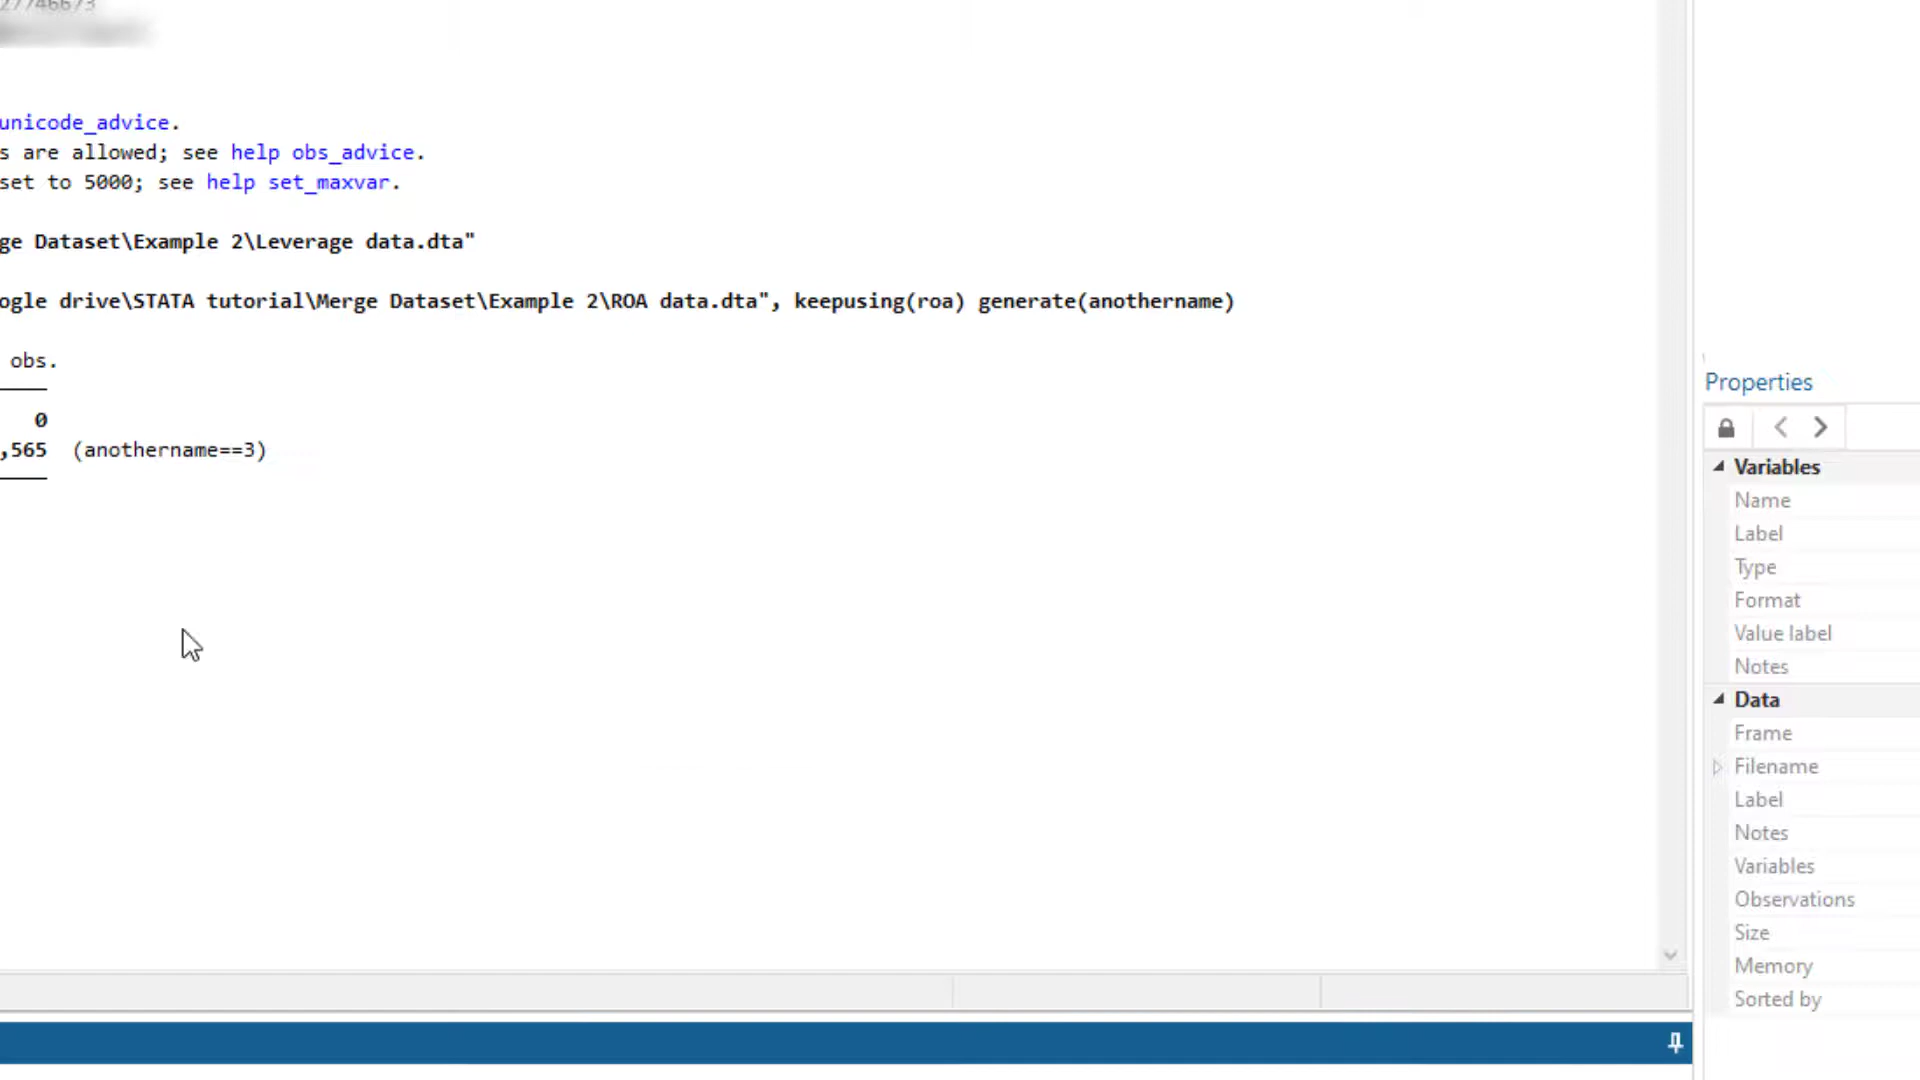 27746673
unicode_advice.
s are allowed; see help obs_advice.
set to 5000; see help set_maxvar.
ge Dataset\Example 2\Leverage data.dta"
ogle drive\STATA tutorial\Merge Dataset\Example 2\ROA data.dta", keepusing(roa) generate(anothername)
obs.
0
,565 (anothername==3)
Properties
Variables
Name
Label
Type
Format
Value label
Notes
Data
Frame
Filename
Label
Notes
Variables
Observations
Size
Memory
Sorted by